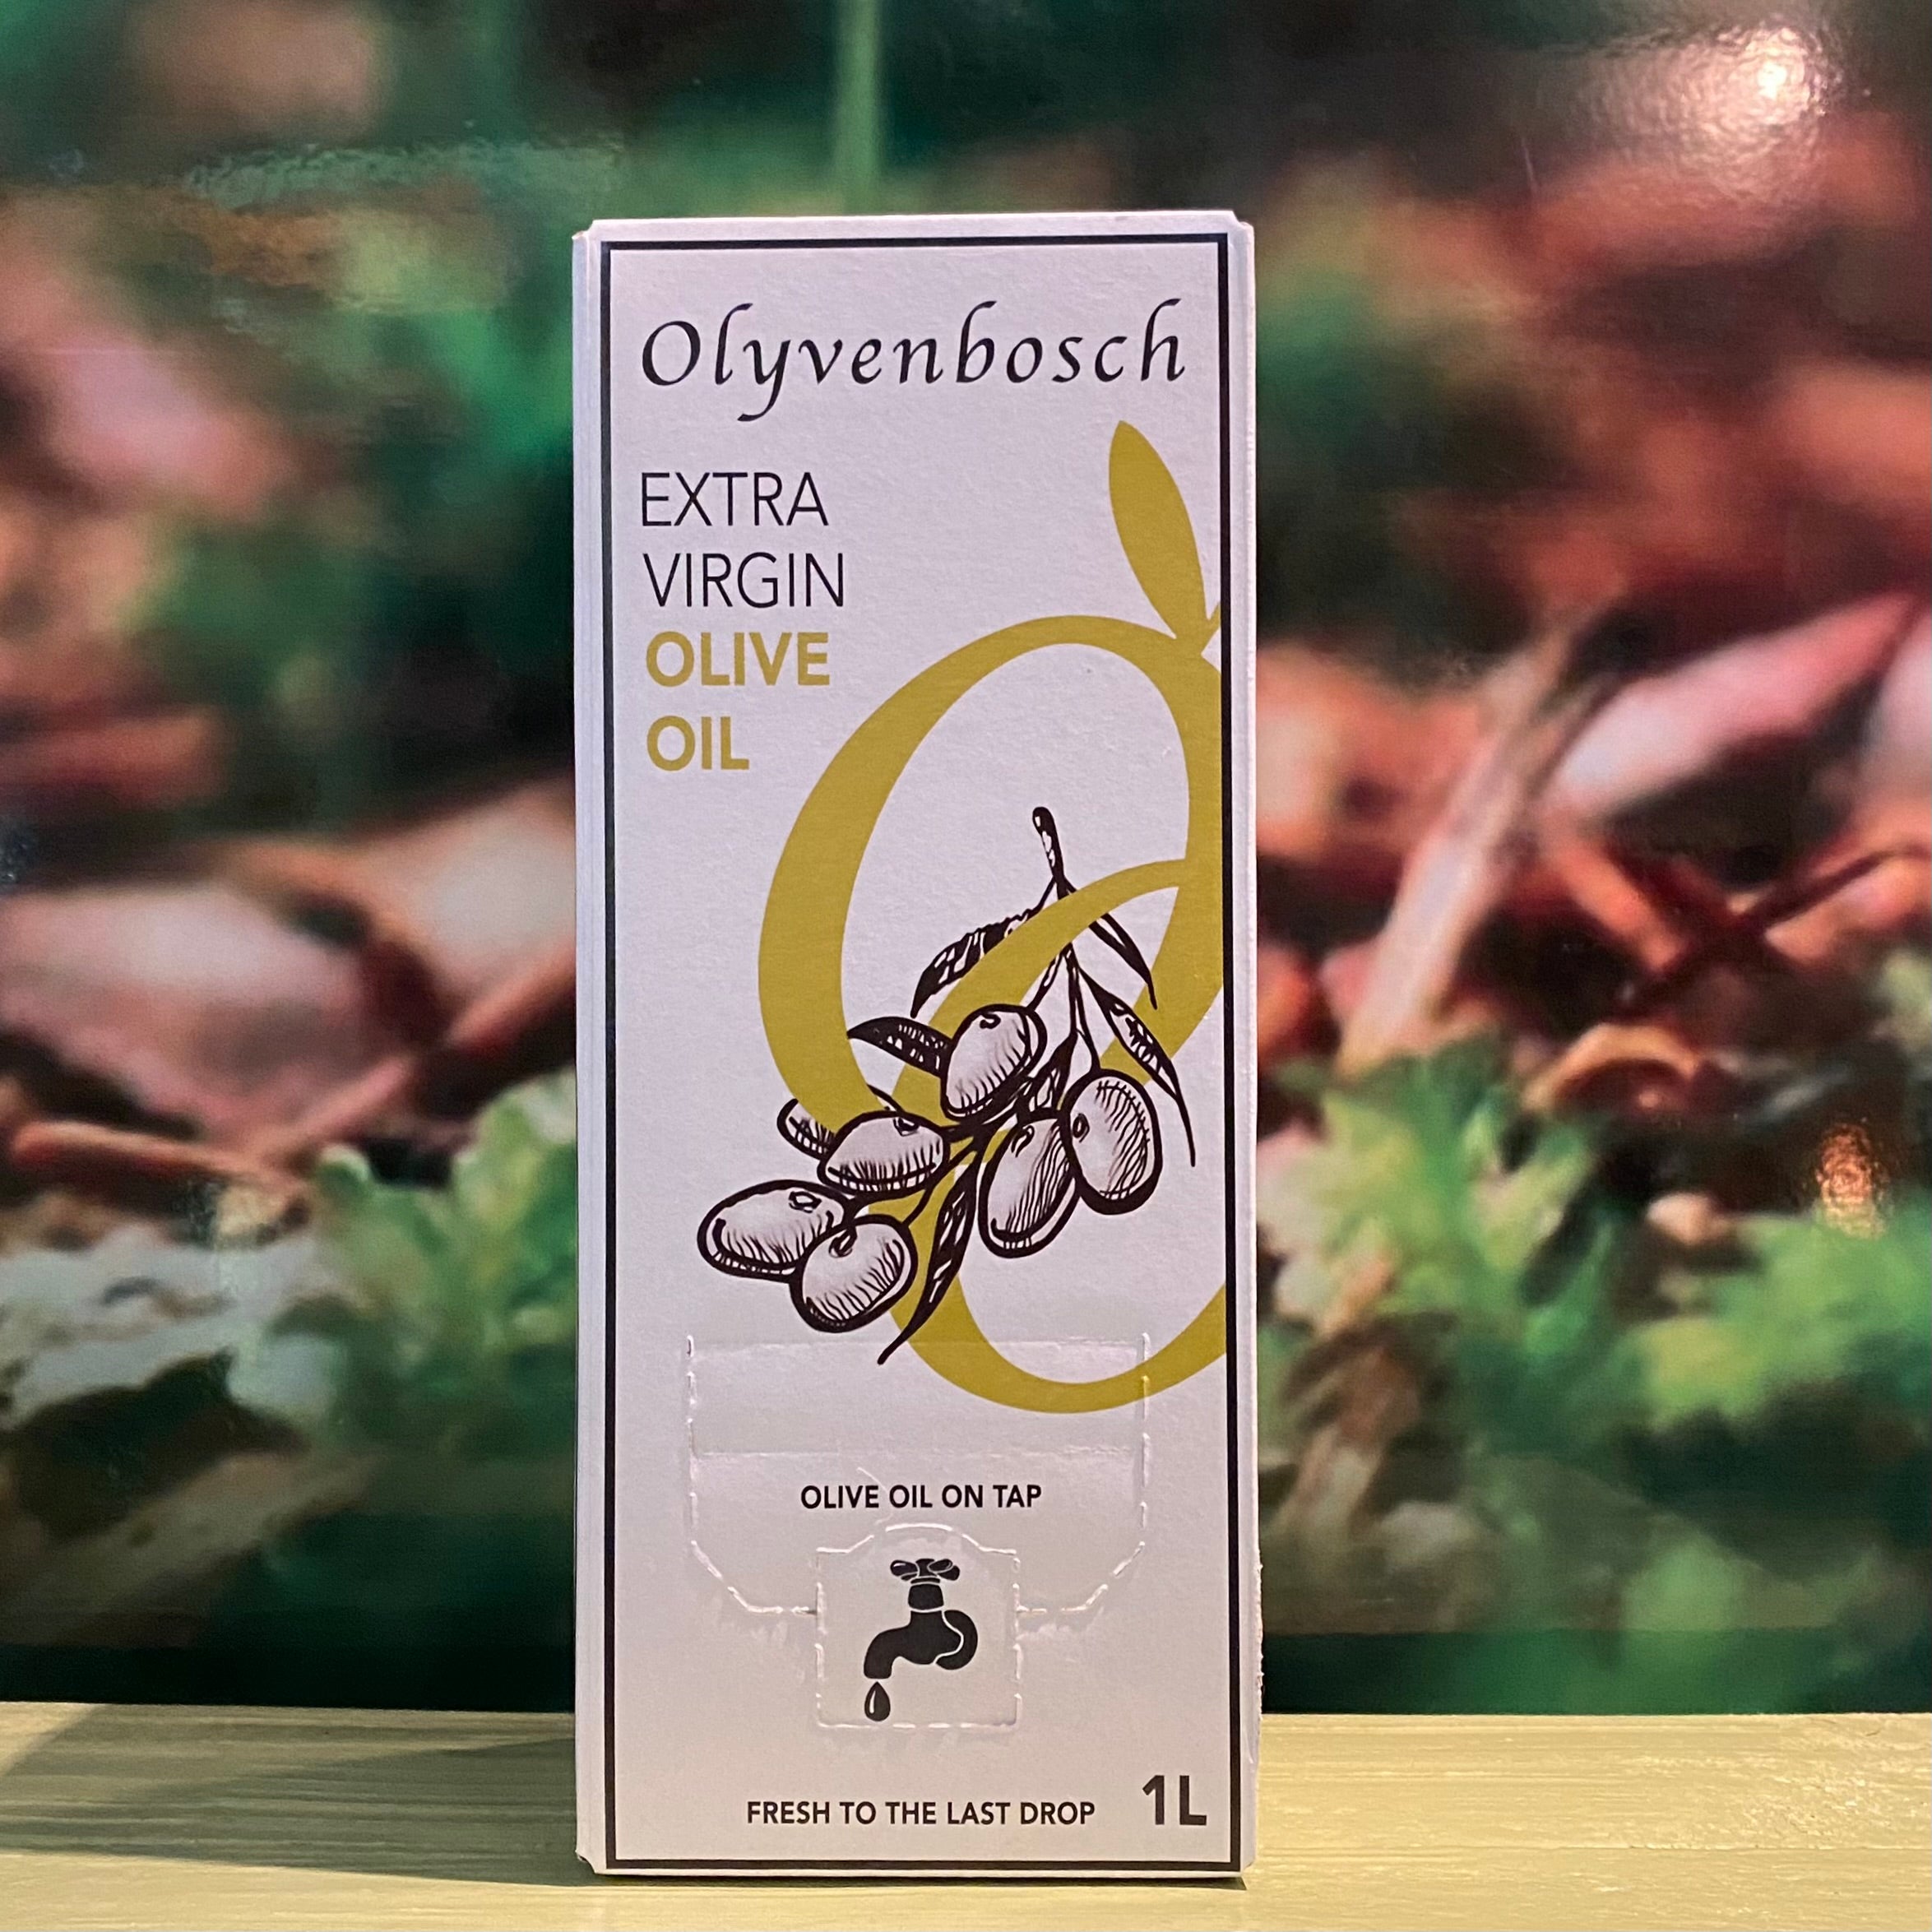 Olyvenbosch
EXTRA
VIRGIN
OLIVE
OIL
OLIVE OIL ON TAP
FRESH TO THE LAST DROP
1L